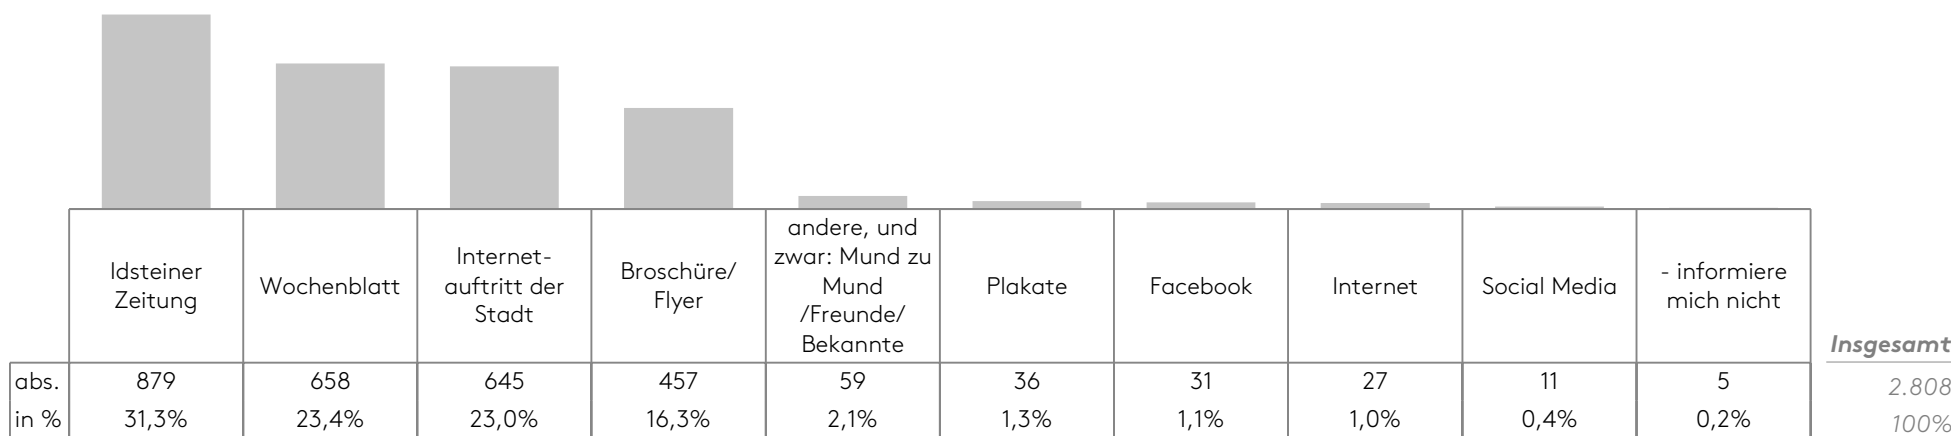 Idsteiner
Zeitung
Wochenblatt
Internet-
auftritt der
Stadt
Broschüre/
Flyer
andere, und
zwar: Mund zu
Mund
/Freunde/
Bekannte
Plakate
Facebook
Internet
Social Media
- informiere
mich nicht
Insgesamt
abs. 879 658 645 457 59 36 31 27 11 5 2.808
in % 31,3% 23,4% 23,0% 16,3% 2,1% 1,3% 1,1% 1,0% 0,4% 0,2% 100%